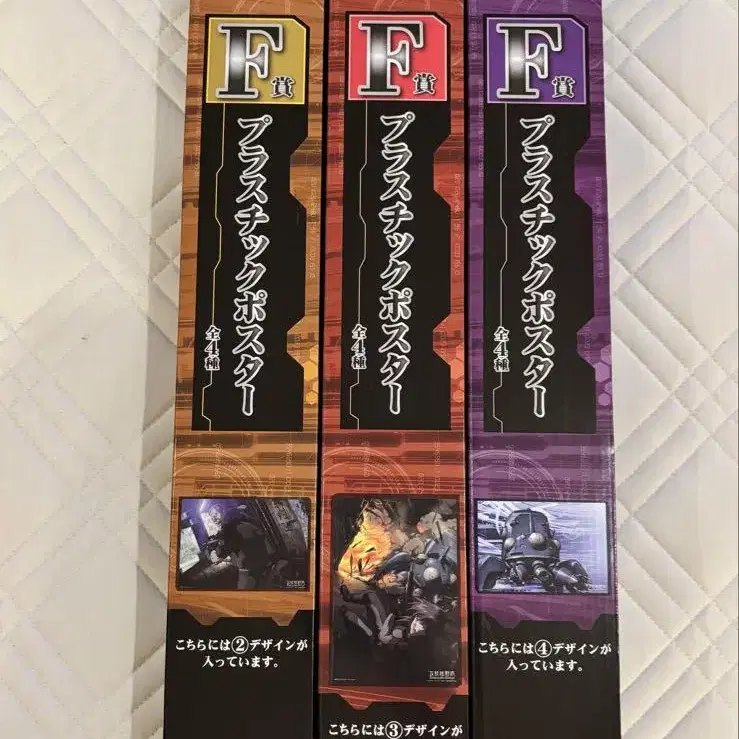 F賞
プラスチックポスター
全4種
こちらには②デザインが
入っています。
F賞
プラスチックポスター
全4種
こちらには③デザインが
F賞
プラスチックポスター
全4種
こちらには④デザインが
入っています。